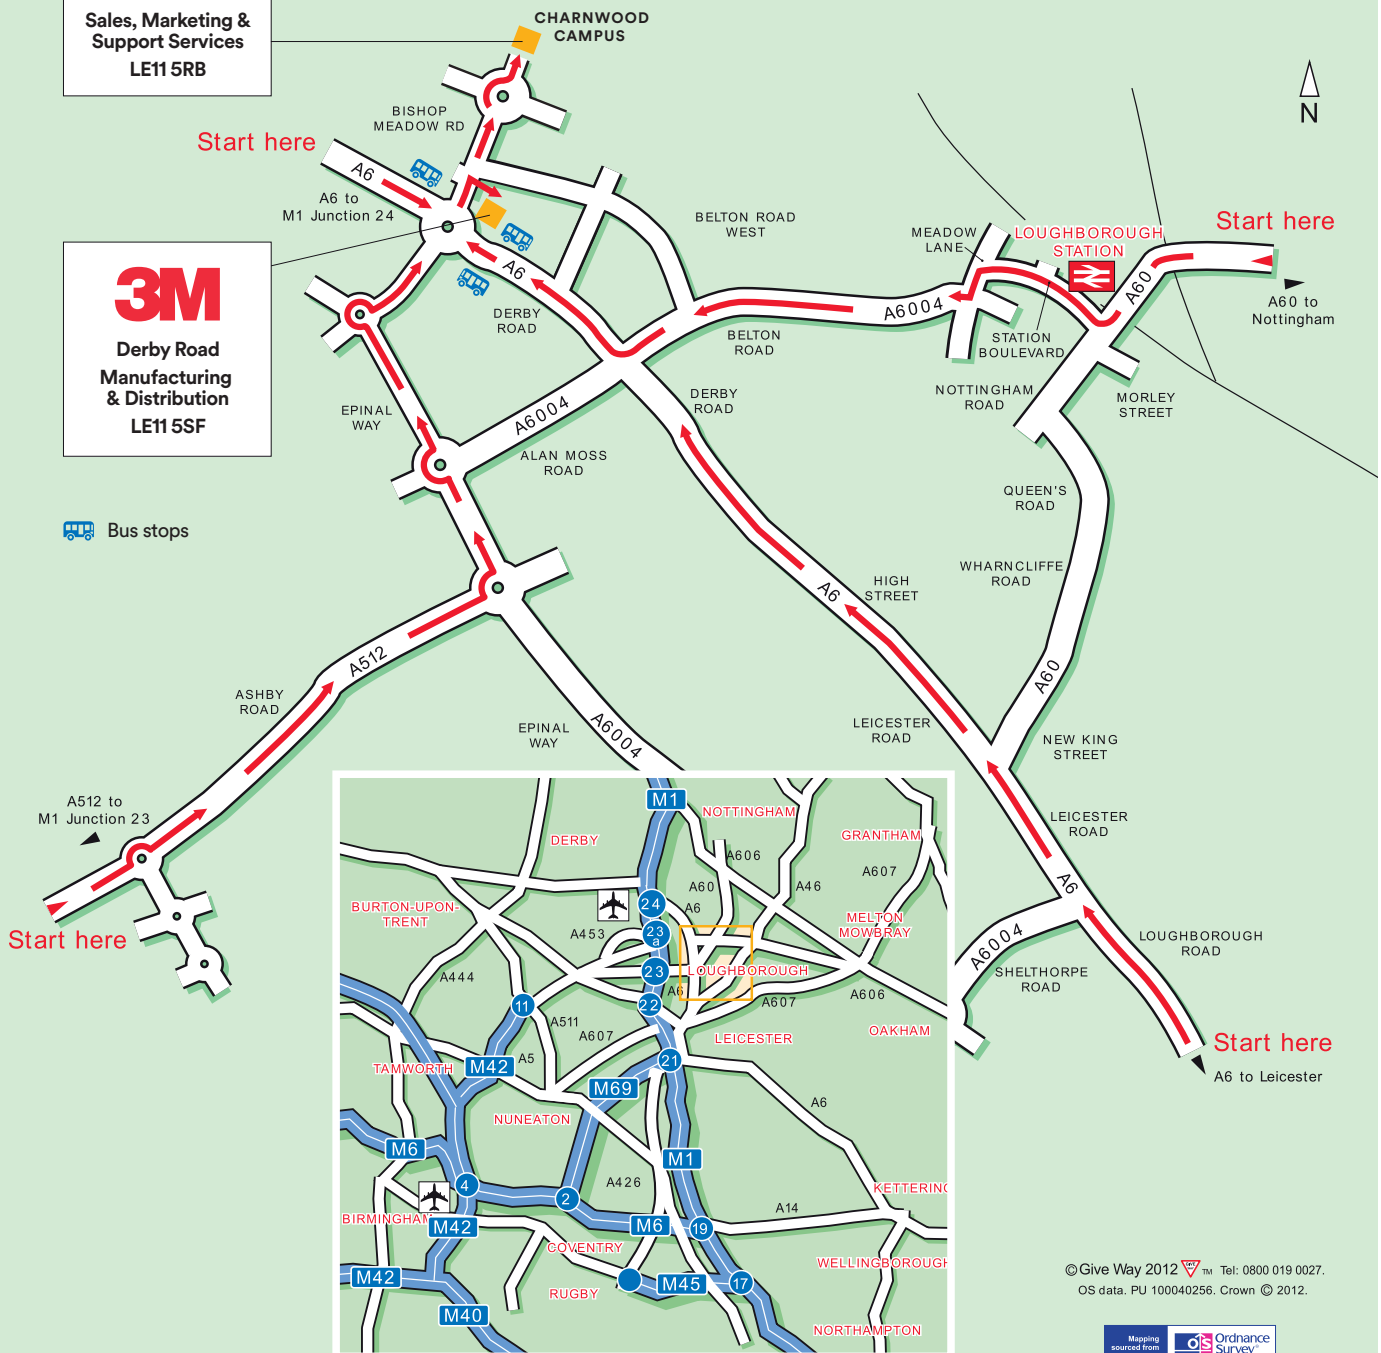 Sales, Marketing &
Support Services
LE11 5RB
CHARNWOOD
CAMPUS
N
BISHOP
MEADOW RD
Start here
A6
A6 to
M1 Junction 24
BELTON ROAD
WEST
MEADOW
LANE
LOUGHBOROUGH
STATION
Start here
A60
A60 to
Nottingham
3M
Derby Road
Manufacturing
& Distribution
LE11 5SF
A6
DERBY
ROAD
A6004
BELTON
ROAD
STATION
BOULEVARD
NOTTINGHAM
ROAD
MORLEY
STREET
EPINAL
WAY
A6004
DERBY
ROAD
ALAN MOSS
ROAD
QUEEN'S
ROAD
Bus stops
WHARNCLIFFE
ROAD
HIGH
STREET
A6
A512
A60
ASHBY
ROAD
EPINAL
WAY
A6004
LEICESTER
ROAD
NEW KING
STREET
A512 to
M1 Junction 23
LEICESTER
ROAD
A6
Start here
A6004
SHELTHORPE
ROAD
LOUGHBOROUGH
ROAD
Start here
A6 to Leicester
M1
NOTTINGHAM
DERBY
GRANTHAM
A606
A607
A60
A46
24
A6
BURTON-UPON-
TRENT
MELTON
MOWBRAY
A453
23
a
23
LOUGHBOROUGH
A444
A6
A607
A606
22
11
A511
A607
LEICESTER
OAKHAM
A5
TAMWORTH
M42
21
M69
A6
NUNEATON
M6
M1
4
2
A426
KETTERING
BIRMINGHAM
M42
M6
19
A14
COVENTRY
WELLINGBOROUGH
M42
M45
17
RUGBY
M40
NORTHAMPTON
© Give Way 2012 GIVE WAY TM Tel: 0800 019 0027.
OS data. PU 100040256. Crown © 2012.
Mapping
sourced from
OS
Ordnance
Survey®